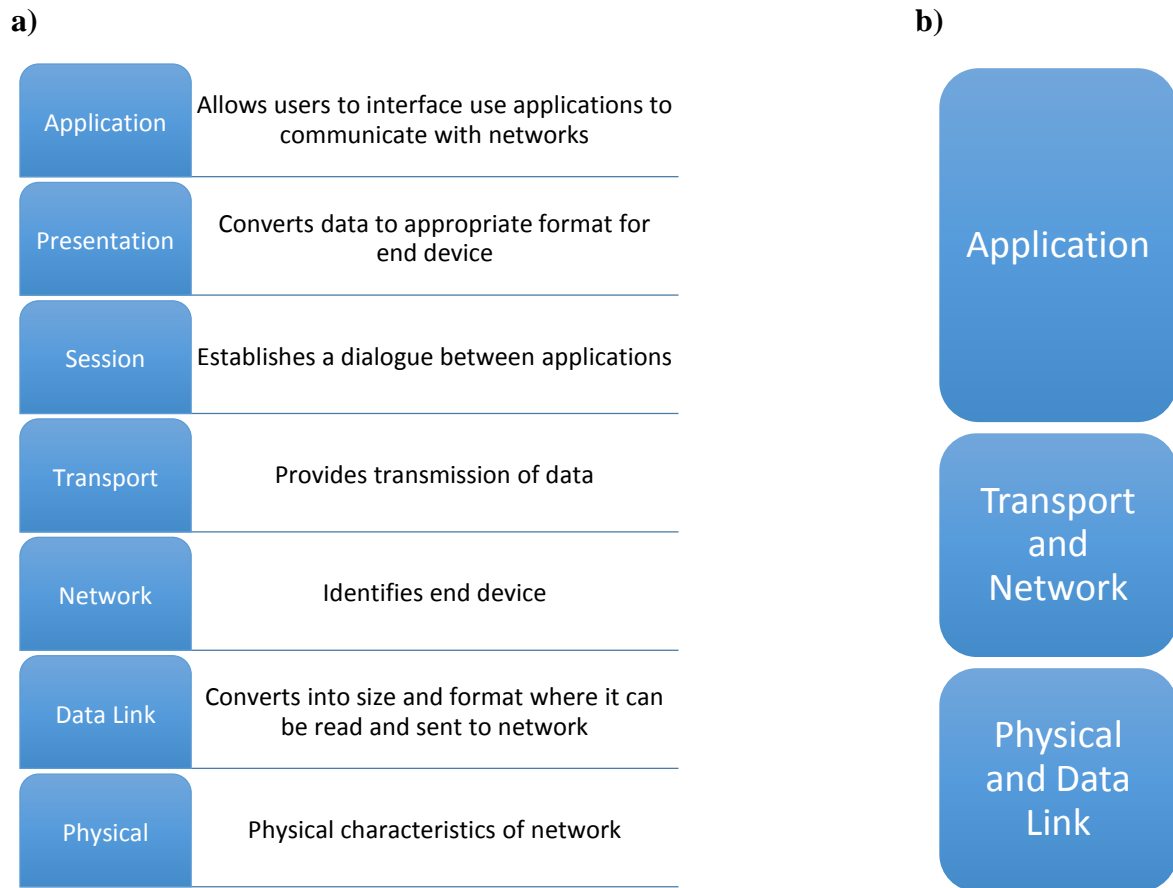 a)
Application
Allows users to interface use applications to
communicate with networks
Presentation
Converts data to appropriate format for
end device
Session
Establishes a dialogue between applications
Transport
Provides transmission of data
Network
Identifies end device
Data Link
Converts into size and format where it can
be read and sent to network
Physical
Physical characteristics of network
b)
Application
Transport
and
Network
Physical
and Data
Link